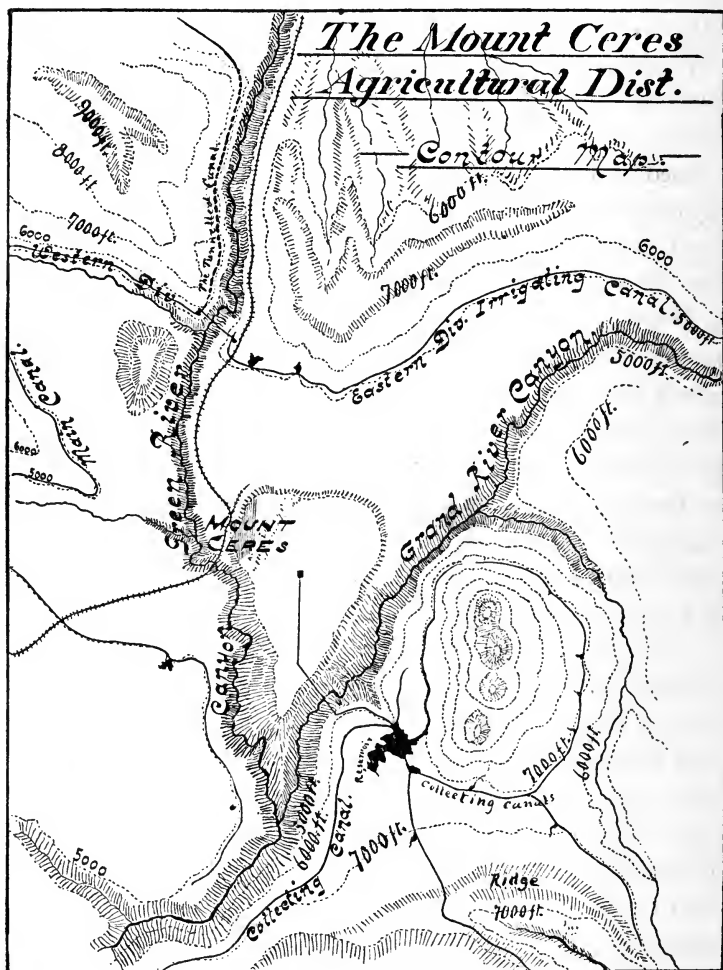 The Mount Ceres
Agricultural Dist.
Contour Map
9000 ft.
8000 ft
7000 ft.
6000
Western Div.
6000 ft.
7000 ft.
6000
Eastern Div. Irrigating Canal.
5000 ft.
5000 ft
6000 ft.
Main Canal.
6000
5000
Green River
Canyon
Grand River Canyon
MOUNT
CERES
Reservoir
Collecting Canals
7000 ft.
6000 ft.
5000 ft.
6000 ft.
Collecting Canal.
7000 ft.
5000
Ridge
7000 ft.